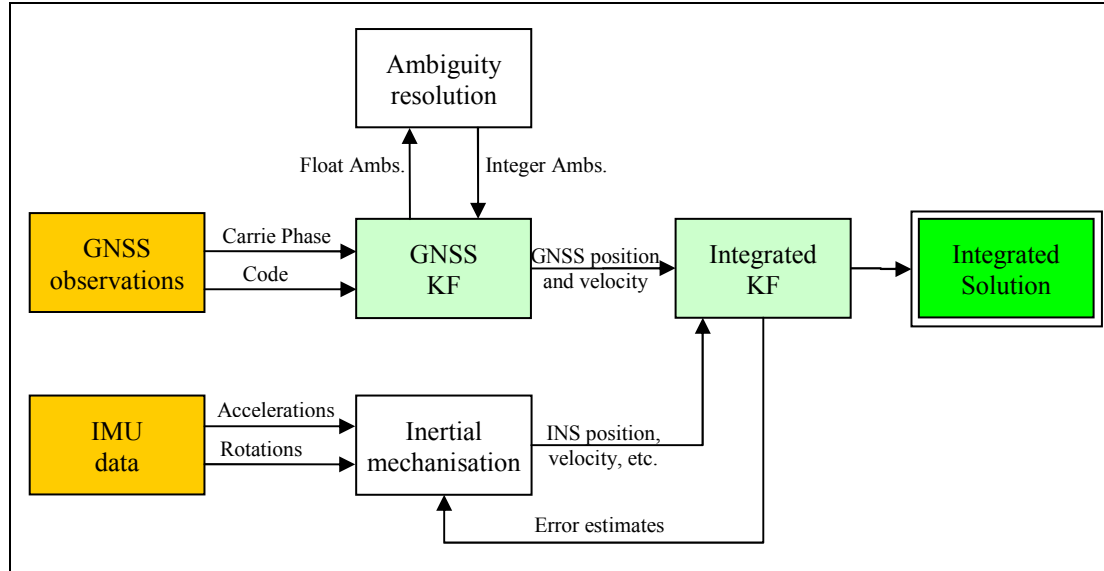 Ambiguity
resolution
Float Ambs.
Integer Ambs.
GNSS
observations
Carrie Phase
Code
GNSS
KF
GNSS position
and velocity
Integrated
KF
Integrated
Solution
IMU
data
Accelerations
Rotations
Inertial
mechanisation
INS position,
velocity, etc.
Error estimates